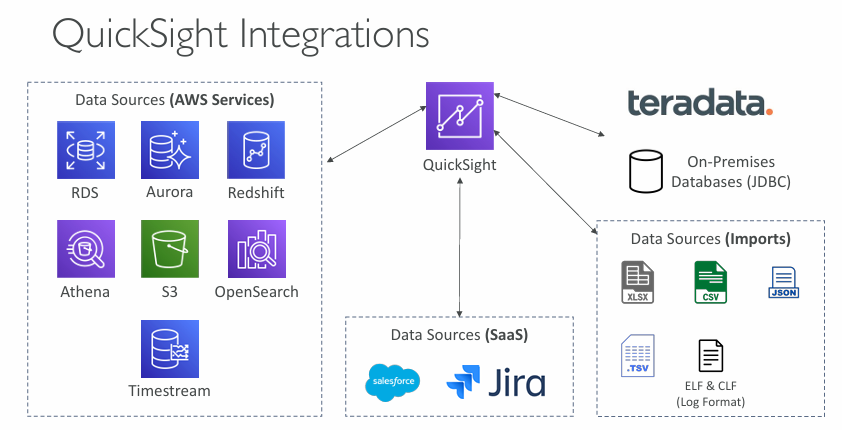 QuickSight Integrations
Data Sources (AWS Services)
RDS
Aurora
Redshift
Athena
S3
OpenSearch
Timestream
QuickSight
Data Sources (SaaS)
salesforce
Jira
teradata.
On-Premises
Databases (JDBC)
Data Sources (Imports)
XLSX
CSV
JSON
.TSV
ELF & CLF
(Log Format)